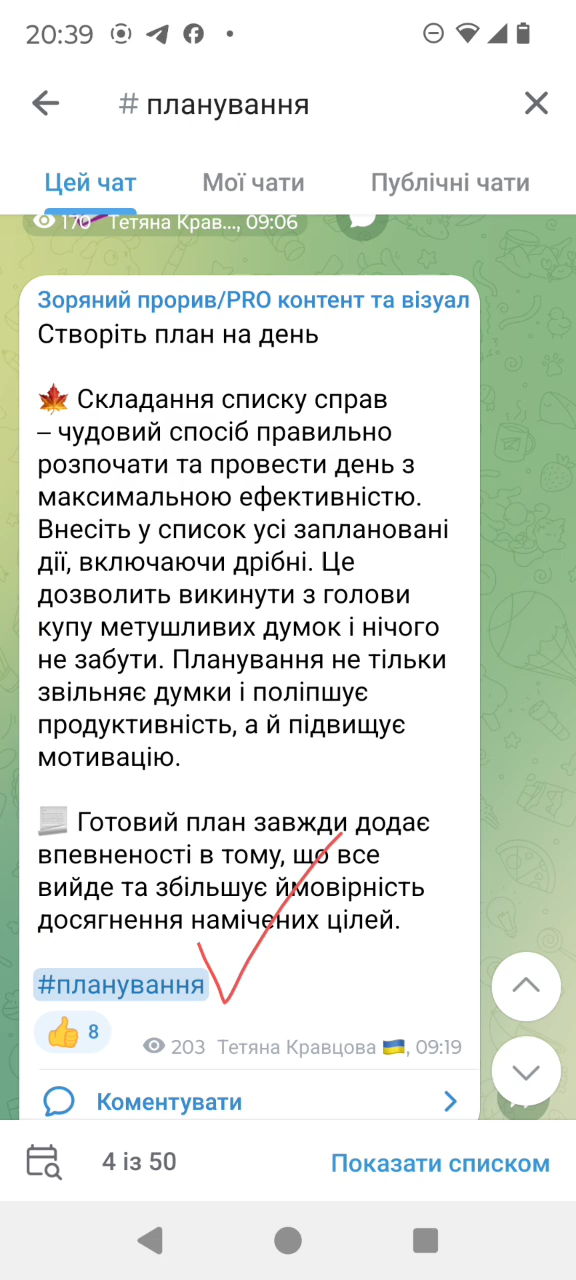 20:39
# планування
Цей чат
Мої чати
Публічні чати
170 Тетяна Крав..., 09:06
Зоряний прорив/PRO контент та візуал
Створіть план на день
🍁 Складання списку справ
– чудовий спосіб правильно
розпочати та провести день з
максимальною ефективністю.
Внесіть у список усі заплановані
дії, включаючи дрібні. Це
дозволить викинути з голови
купу метушливих думок і нічого
не забути. Планування не тільки
звільняє думки і поліпшує
продуктивність, а й підвищує
мотивацію.
📃 Готовий план завжди додає
впевненості в тому, що все
вийде та збільшує ймовірність
досягнення намічених цілей.
#планування
👍 8
203 Тетяна Кравцова 🇺🇦, 09:19
Коментувати
4 із 50
Показати списком